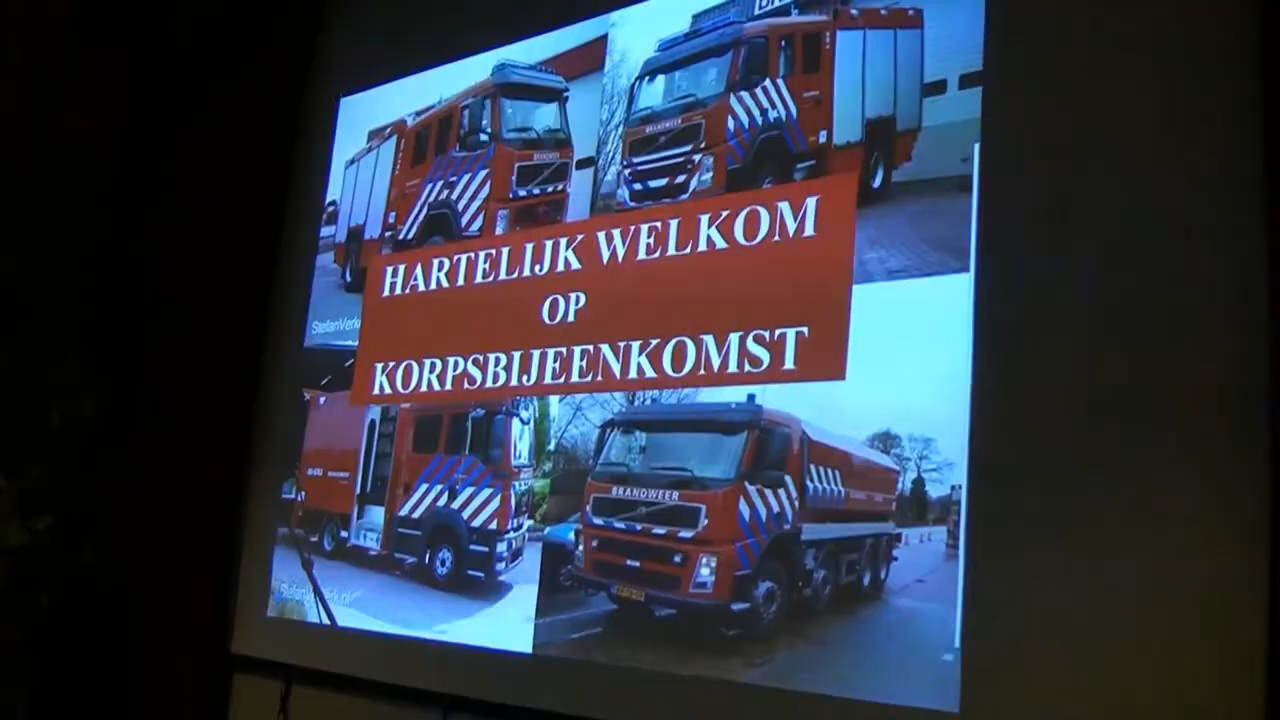 BRANDWEER
BRANDWEER
HARTELIJK WELKOM
OP
KORPSBIJEENKOMST
BRANDWEER